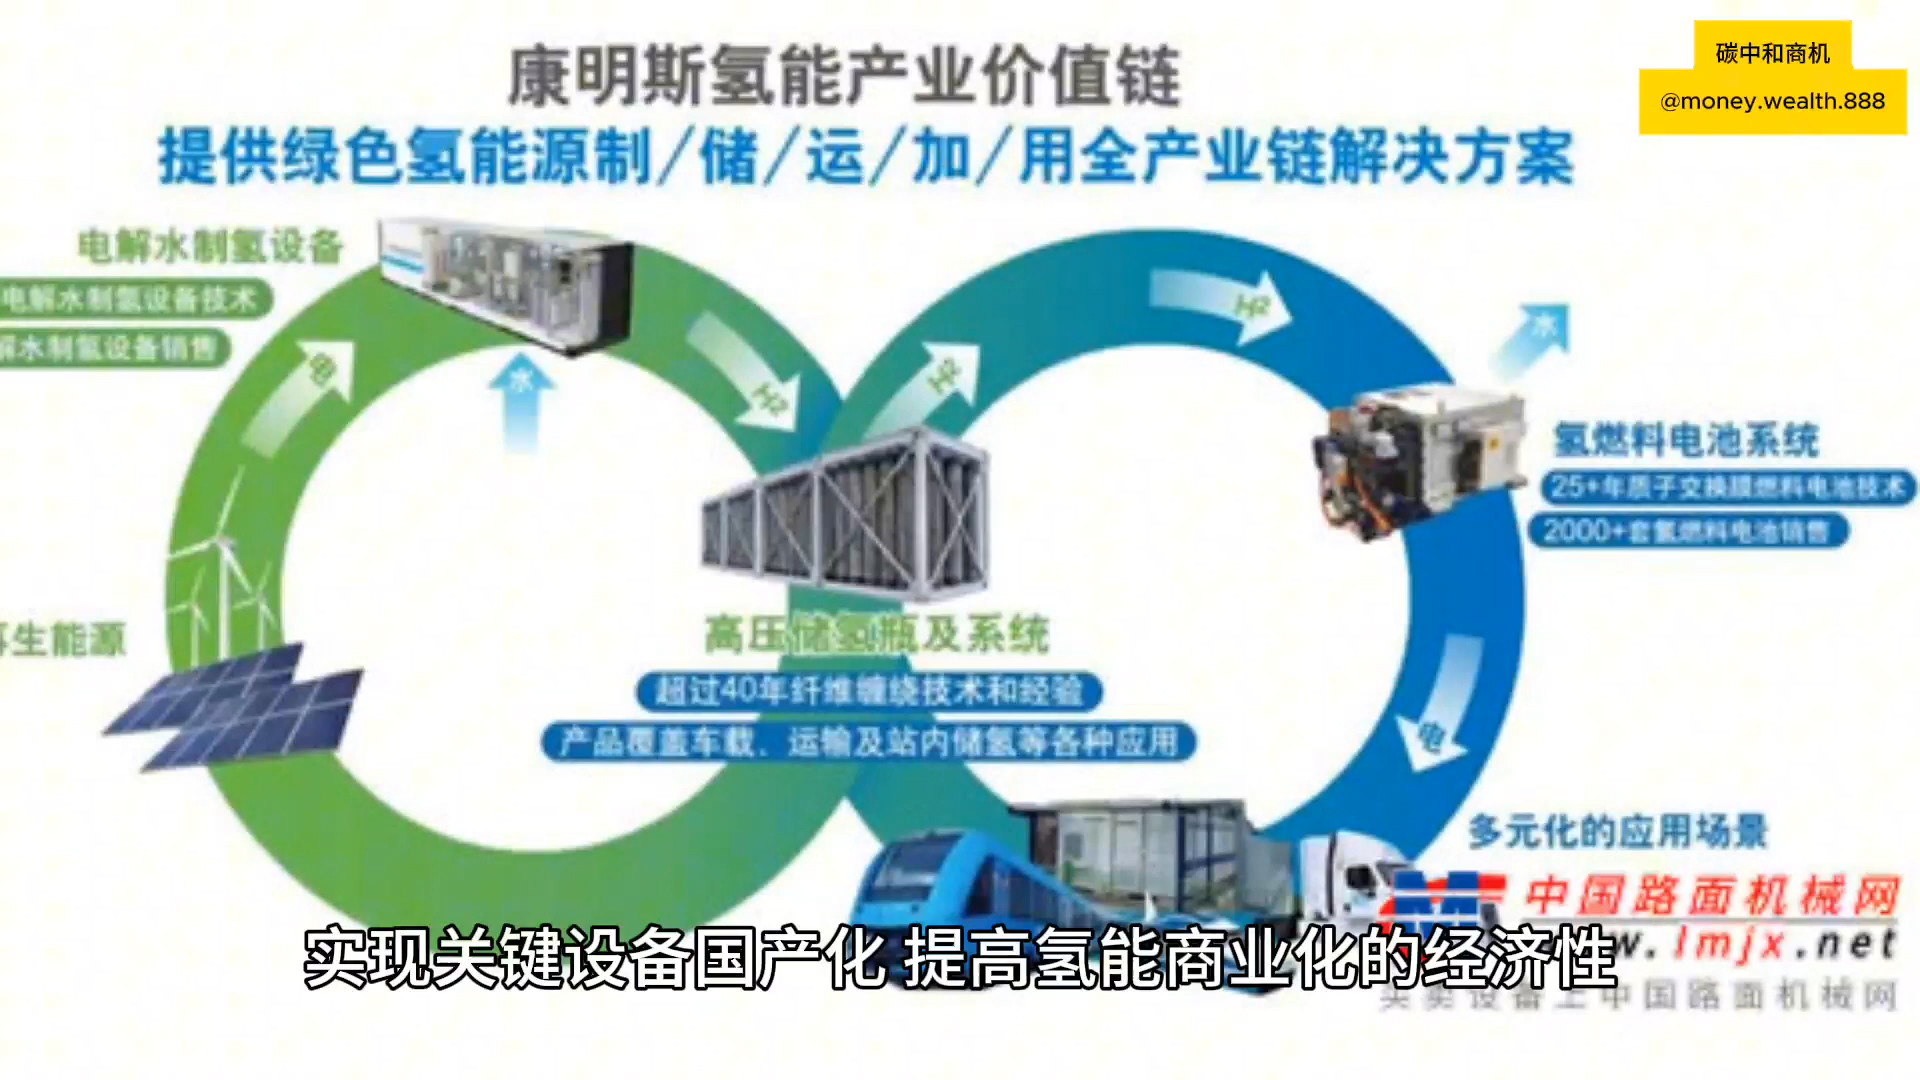 碳中和商机
@money.wealth.888
康明斯氢能产业价值链
提供绿色氢能源制/储/运/加/用全产业链解决方案
电解水制氢设备
电解水制氢设备技术
解水制氢设备销售
电
水
H2
H2
H2
水
氢燃料电池系统
25+年质子交换膜燃料电池技术
2000+套氢燃料电池销售
生能源
高压储氢瓶及系统
超过40年纤维缠绕技术和经验
产品覆盖车载、运输及站内储氢等各种应用
电
多元化的应用场景
中国路面机械网
w.lmjx.net
实现关键设备国产化 提高氢能商业化的经济性
买卖设备上中国路面机械网